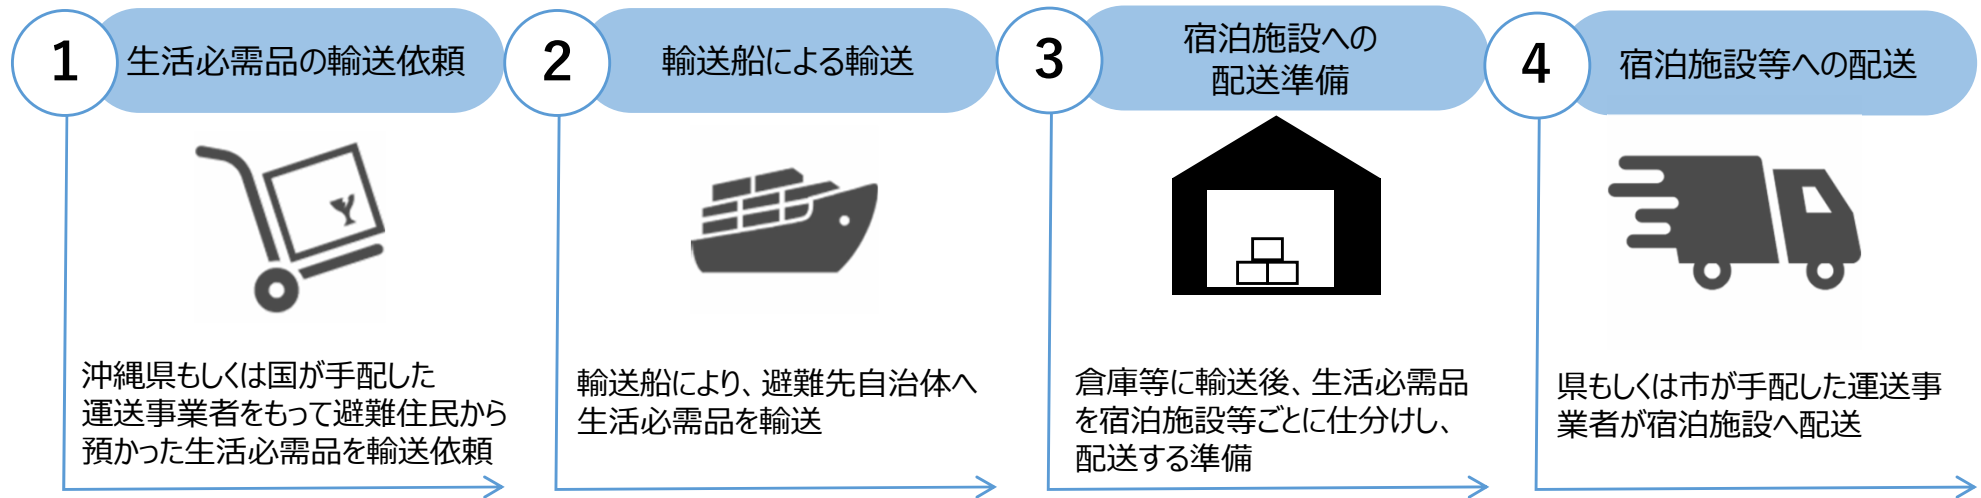 1
生活必需品の輸送依頼
沖縄県もしくは国が手配した
運送事業者をもって避難住民から
預かった生活必需品を輸送依頼
2
輸送船による輸送
輸送船により、避難先自治体へ
生活必需品を輸送
3
宿泊施設への
配送準備
倉庫等に輸送後、生活必需品
を宿泊施設等ごとに仕分けし、
配送する準備
4
宿泊施設等への配送
県もしくは市が手配した運送事
業者が宿泊施設へ配送